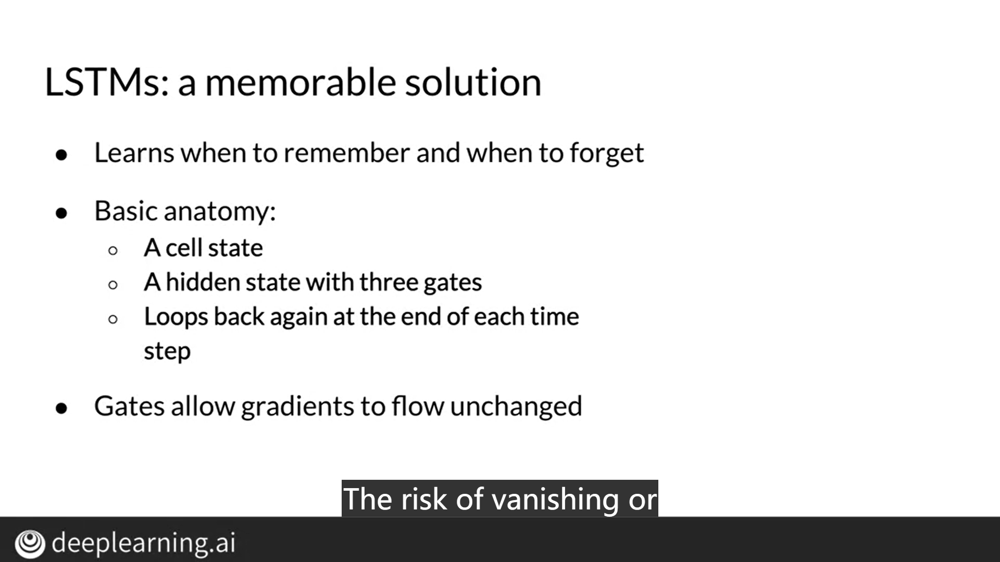 LSTMs: a memorable solution
● Learns when to remember and when to forget
● Basic anatomy:
○ A cell state
○ A hidden state with three gates
○ Loops back again at the end of each time
step
● Gates allow gradients to flow unchanged
The risk of vanishing or
deeplearning.ai